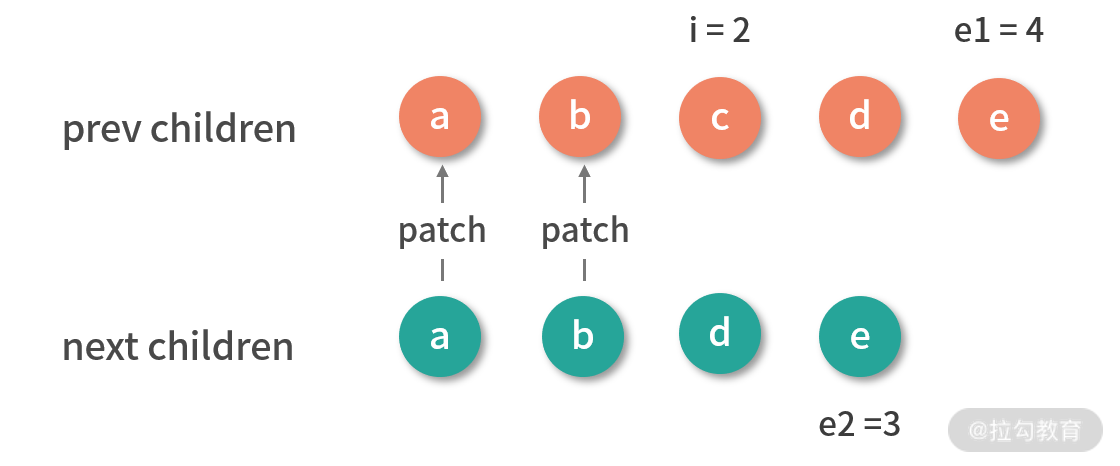 i = 2
e1 = 4
prev children
a
b
c
d
e
patch
patch
next children
a
b
d
e
e2 =3
@拉勾教育